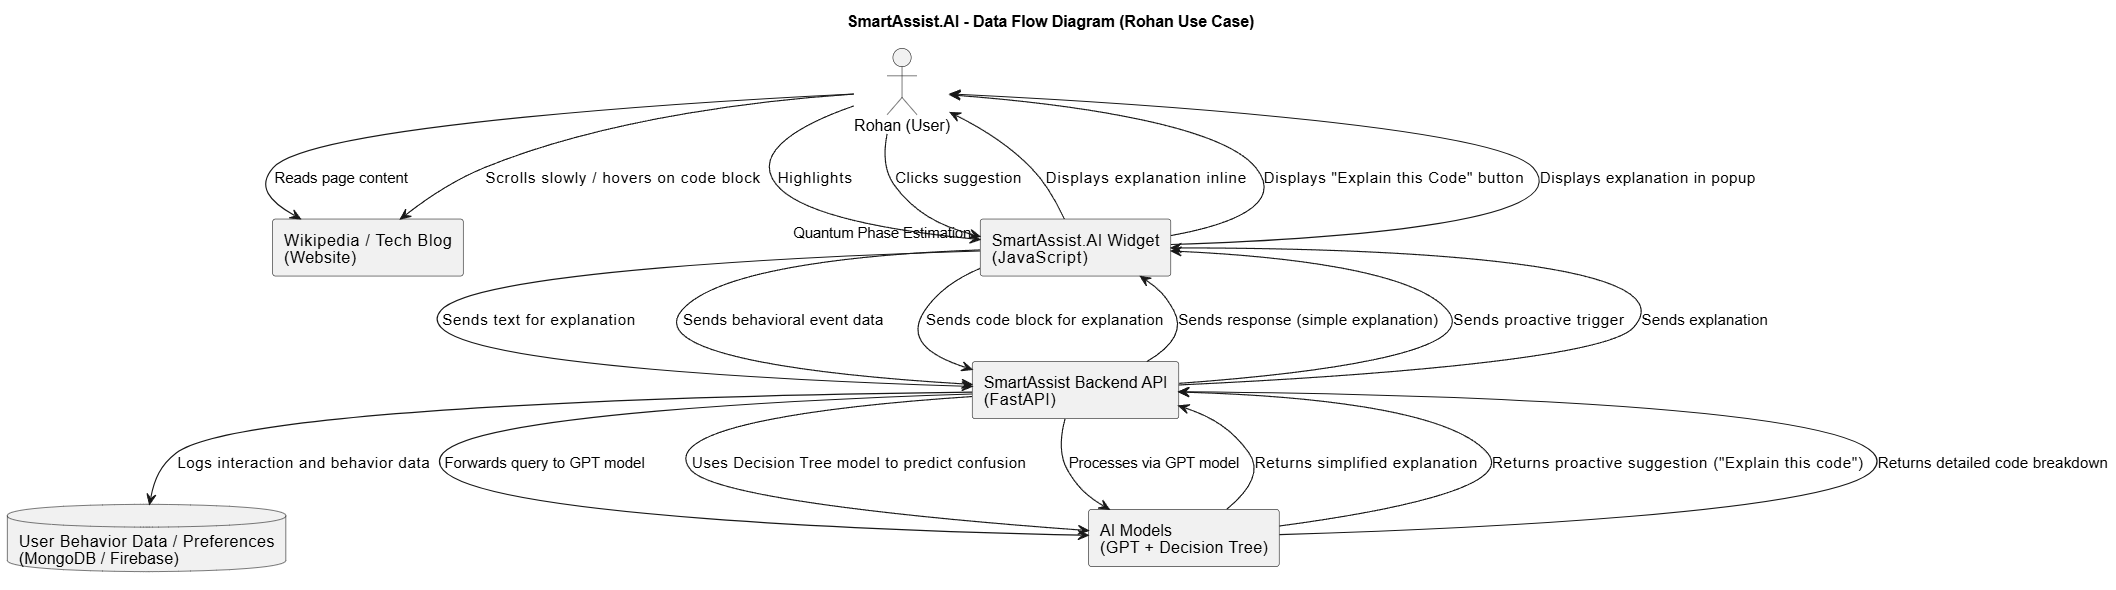 SmartAssist.AI - Data Flow Diagram (Rohan Use Case)
Rohan (User)
Reads page content
Scrolls slowly / hovers on code block
Highlights
Clicks suggestion
Displays explanation inline
Displays "Explain this Code" button
Displays explanation in popup
Quantum Phase Estimation
Wikipedia / Tech Blog
(Website)
SmartAssist.AI Widget
(JavaScript)
Sends text for explanation
Sends behavioral event data
Sends code block for explanation
Sends response (simple explanation)
Sends proactive trigger
Sends explanation
SmartAssist Backend API
(FastAPI)
Logs interaction and behavior data
Forwards query to GPT model
Uses Decision Tree model to predict confusion
Processes via GPT model
Returns simplified explanation
Returns proactive suggestion ("Explain this code")
Returns detailed code breakdown
User Behavior Data / Preferences
(MongoDB / Firebase)
AI Models
(GPT + Decision Tree)